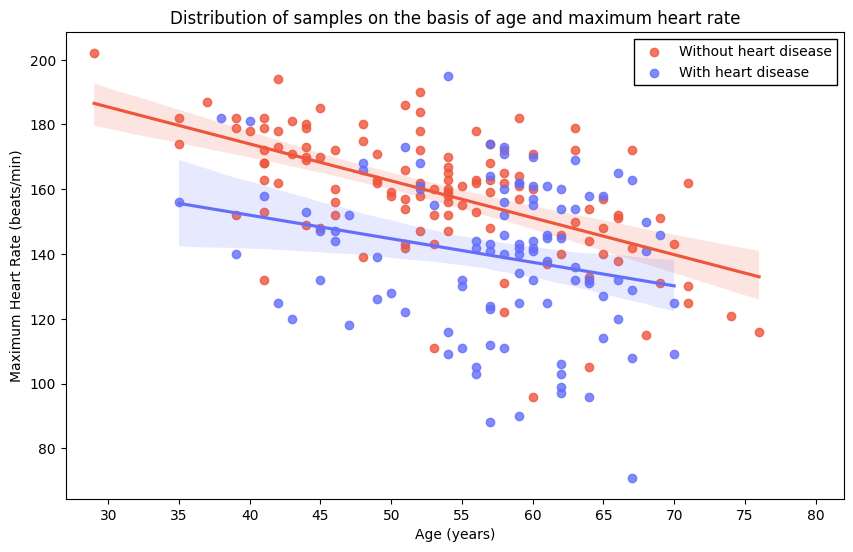 Distribution of samples on the basis of age and maximum heart rate
Without heart disease
With heart disease
Maximum Heart Rate (beats/min)
200
180
160
140
120
100
80
30 35 40 45 50 55 60 65 70 75 80
Age (years)